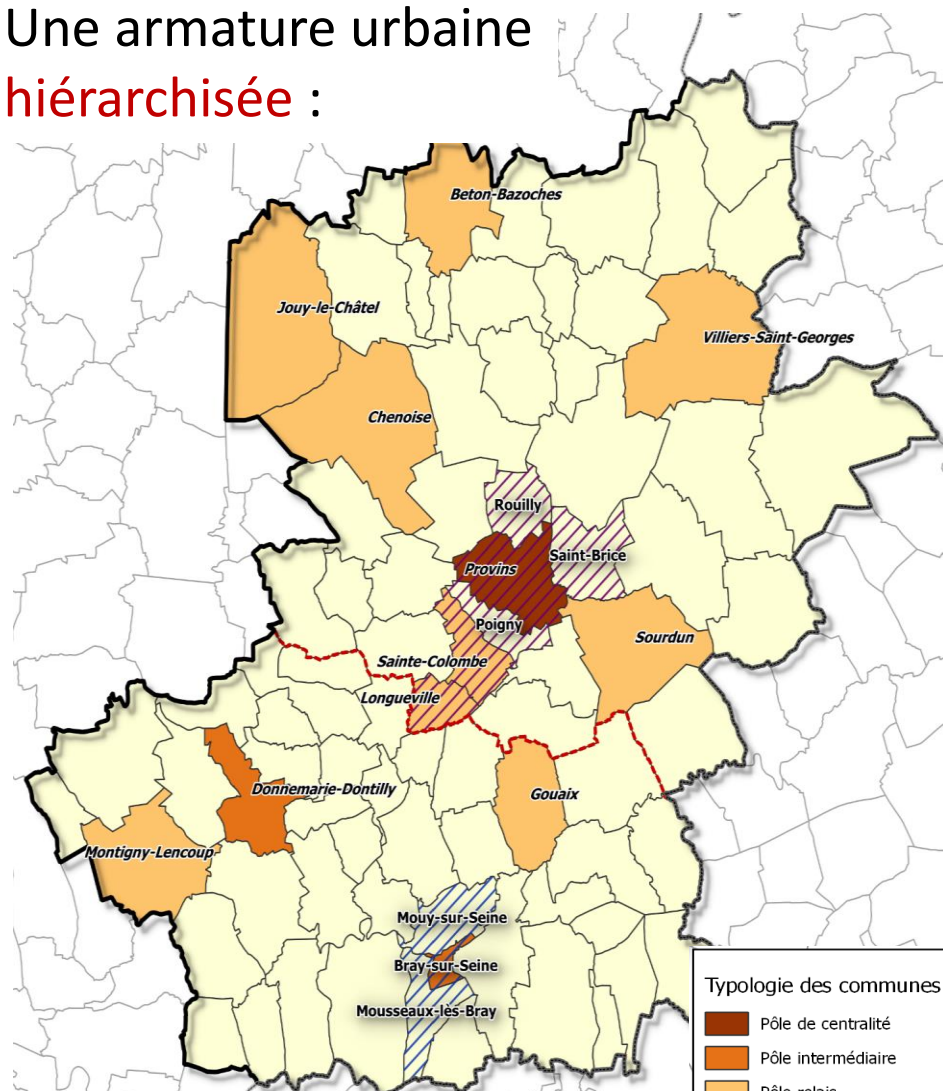 Une armature urbaine
hiérarchisée :
Beton-Bazoches
Jouy-le-Châtel
Villiers-Saint-Georges
Chenoise
Rouilly
Saint-Brice
Provins
Poigny
Sourdun
Sainte-Colombe
Longueville
Donnemarie-Dontilly
Gouaix
Montigny-Lencoup
Mouy-sur-Seine
Bray-sur-Seine
Mousseaux-lès-Bray
Typologie des communes
Pôle de centralité
Pôle intermédiaire
Pôle relais